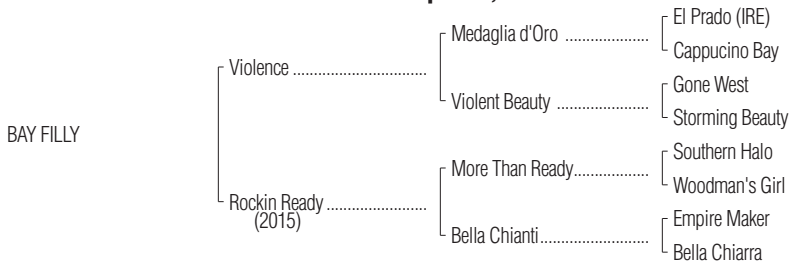 El Prado (IRE)
Medaglia d'Oro ....................
Cappucino Bay
Violence ................................
Gone West
Violent Beauty ......................
Storming Beauty
BAY FILLY
Southern Halo
More Than Ready..................
Woodman's Girl
Rockin Ready ........................
(2015)
Empire Maker
Bella Chianti..........................
Bella Chiarra